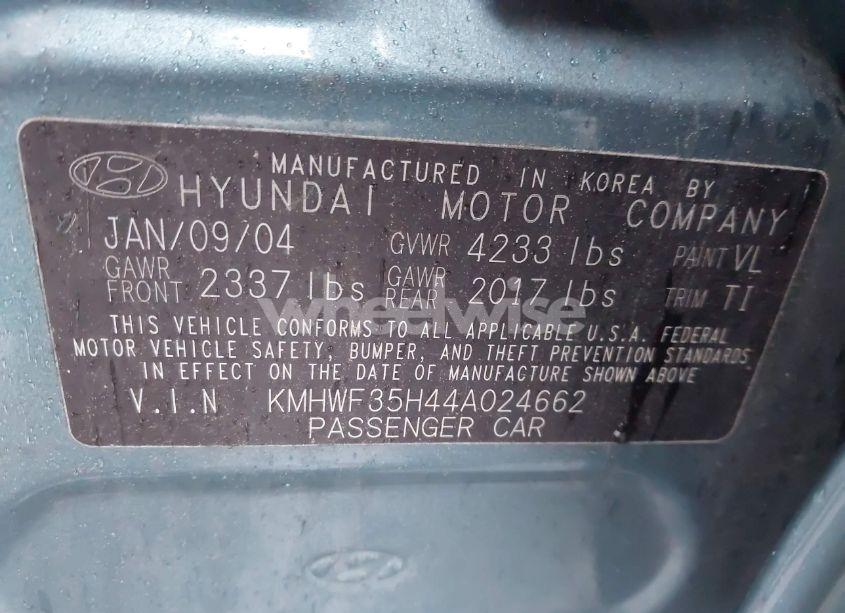 MANUFACTURED IN KOREA BY
HYUNDAI MOTOR COMPANY
JAN/09/04 GVWR 4233 lbs PAINT VL
GAWR FRONT 2337 lbs GAWR REAR 2017 lbs TRIM TI
THIS VEHICLE CONFORMS TO ALL APPLICABLE U.S.A. FEDERAL
MOTOR VEHICLE SAFETY, BUMPER, AND THEFT PREVENTION STANDARDS
IN EFFECT ON THE DATE OF MANUFACTURE SHOWN ABOVE
V.I.N KMHWF35H44A024662
PASSENGER CAR
wheelwise